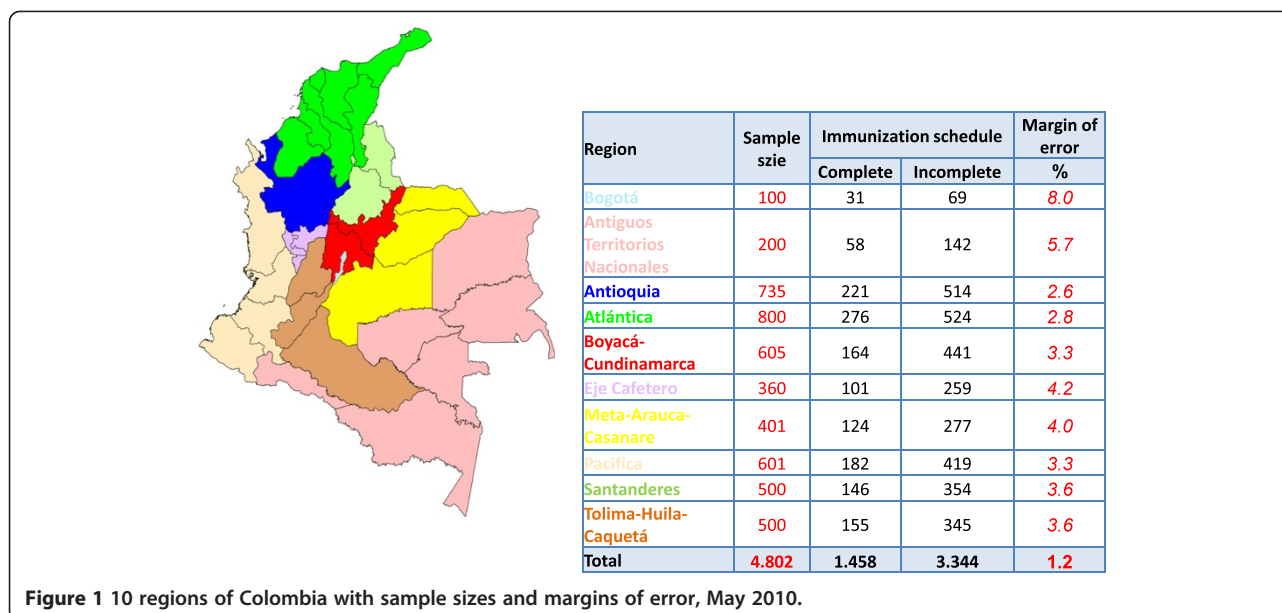 Region Sample szie Immunization schedule Margin of error
Complete Incomplete %
Bogotá 100 31 69 8.0
Antiguos Territorios Nacionales 200 58 142 5.7
Antioquia 735 221 514 2.6
Atlántica 800 276 524 2.8
Boyacá-Cundinamarca 605 164 441 3.3
Eje Cafetero 360 101 259 4.2
Meta-Arauca-Casanare 401 124 277 4.0
Pacifica 601 182 419 3.3
Santanderes 500 146 354 3.6
Tolima-Huila-Caquetá 500 155 345 3.6
Total 4.802 1.458 3.344 1.2
Figure 1 10 regions of Colombia with sample sizes and margins of error, May 2010.